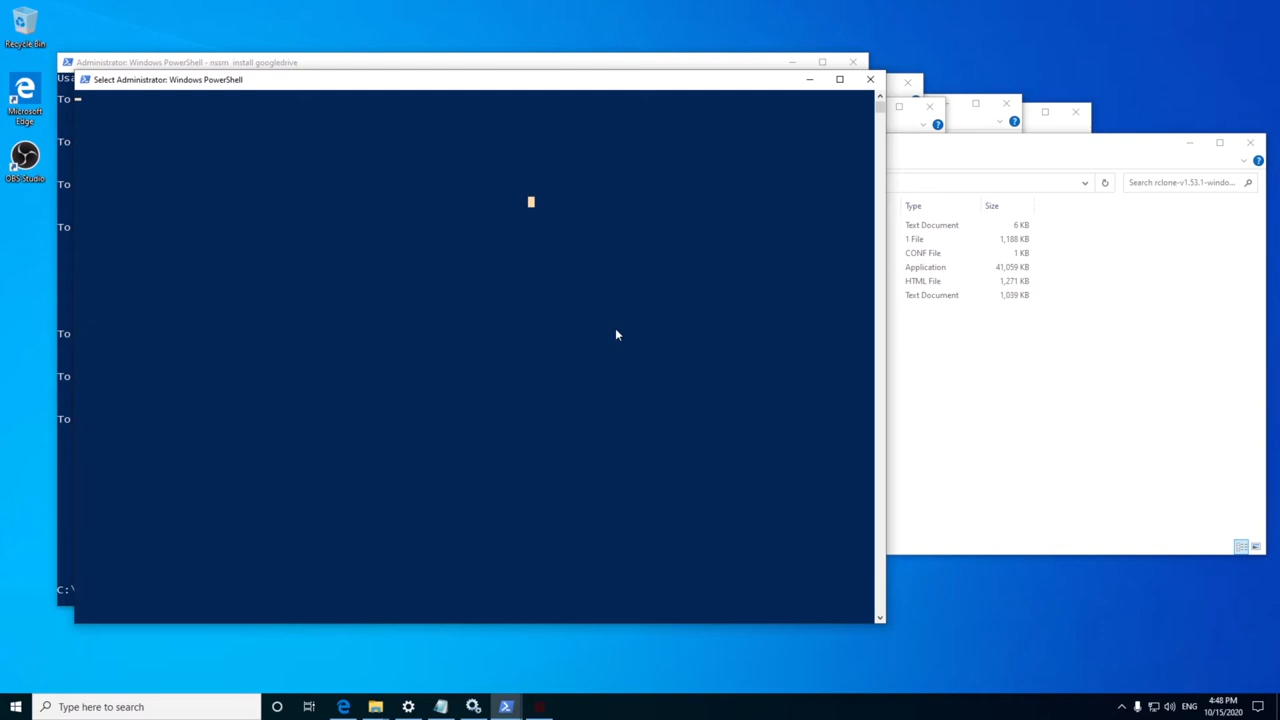 Recycle Bin
Microsoft
Edge
OBS Studio
Administrator: Windows PowerShell - nssm  install googledrive
Usa
Select Administrator: Windows PowerShell
To
To
To
To
To
To
To
C:\
Search rclone-v1.53.1-windo...
Type Size
Text Document 6 KB
1 File 1,188 KB
CONF File 1 KB
Application 41,059 KB
HTML File 1,271 KB
Text Document 1,039 KB
Type here to search
ENG
4:48 PM
10/15/2020